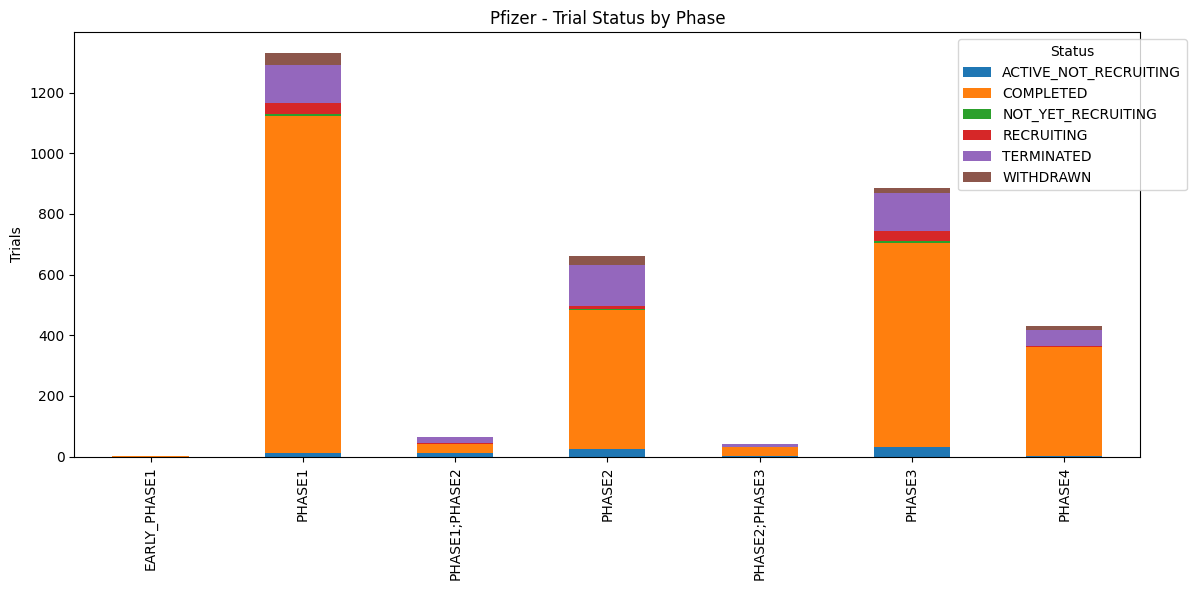 Pfizer - Trial Status by Phase
Status
ACTIVE_NOT_RECRUITING
COMPLETED
NOT_YET_RECRUITING
RECRUITING
TERMINATED
WITHDRAWN
Trials
1200
1000
800
600
400
200
0
EARLY_PHASE1
PHASE1
PHASE1;PHASE2
PHASE2
PHASE2;PHASE3
PHASE3
PHASE4